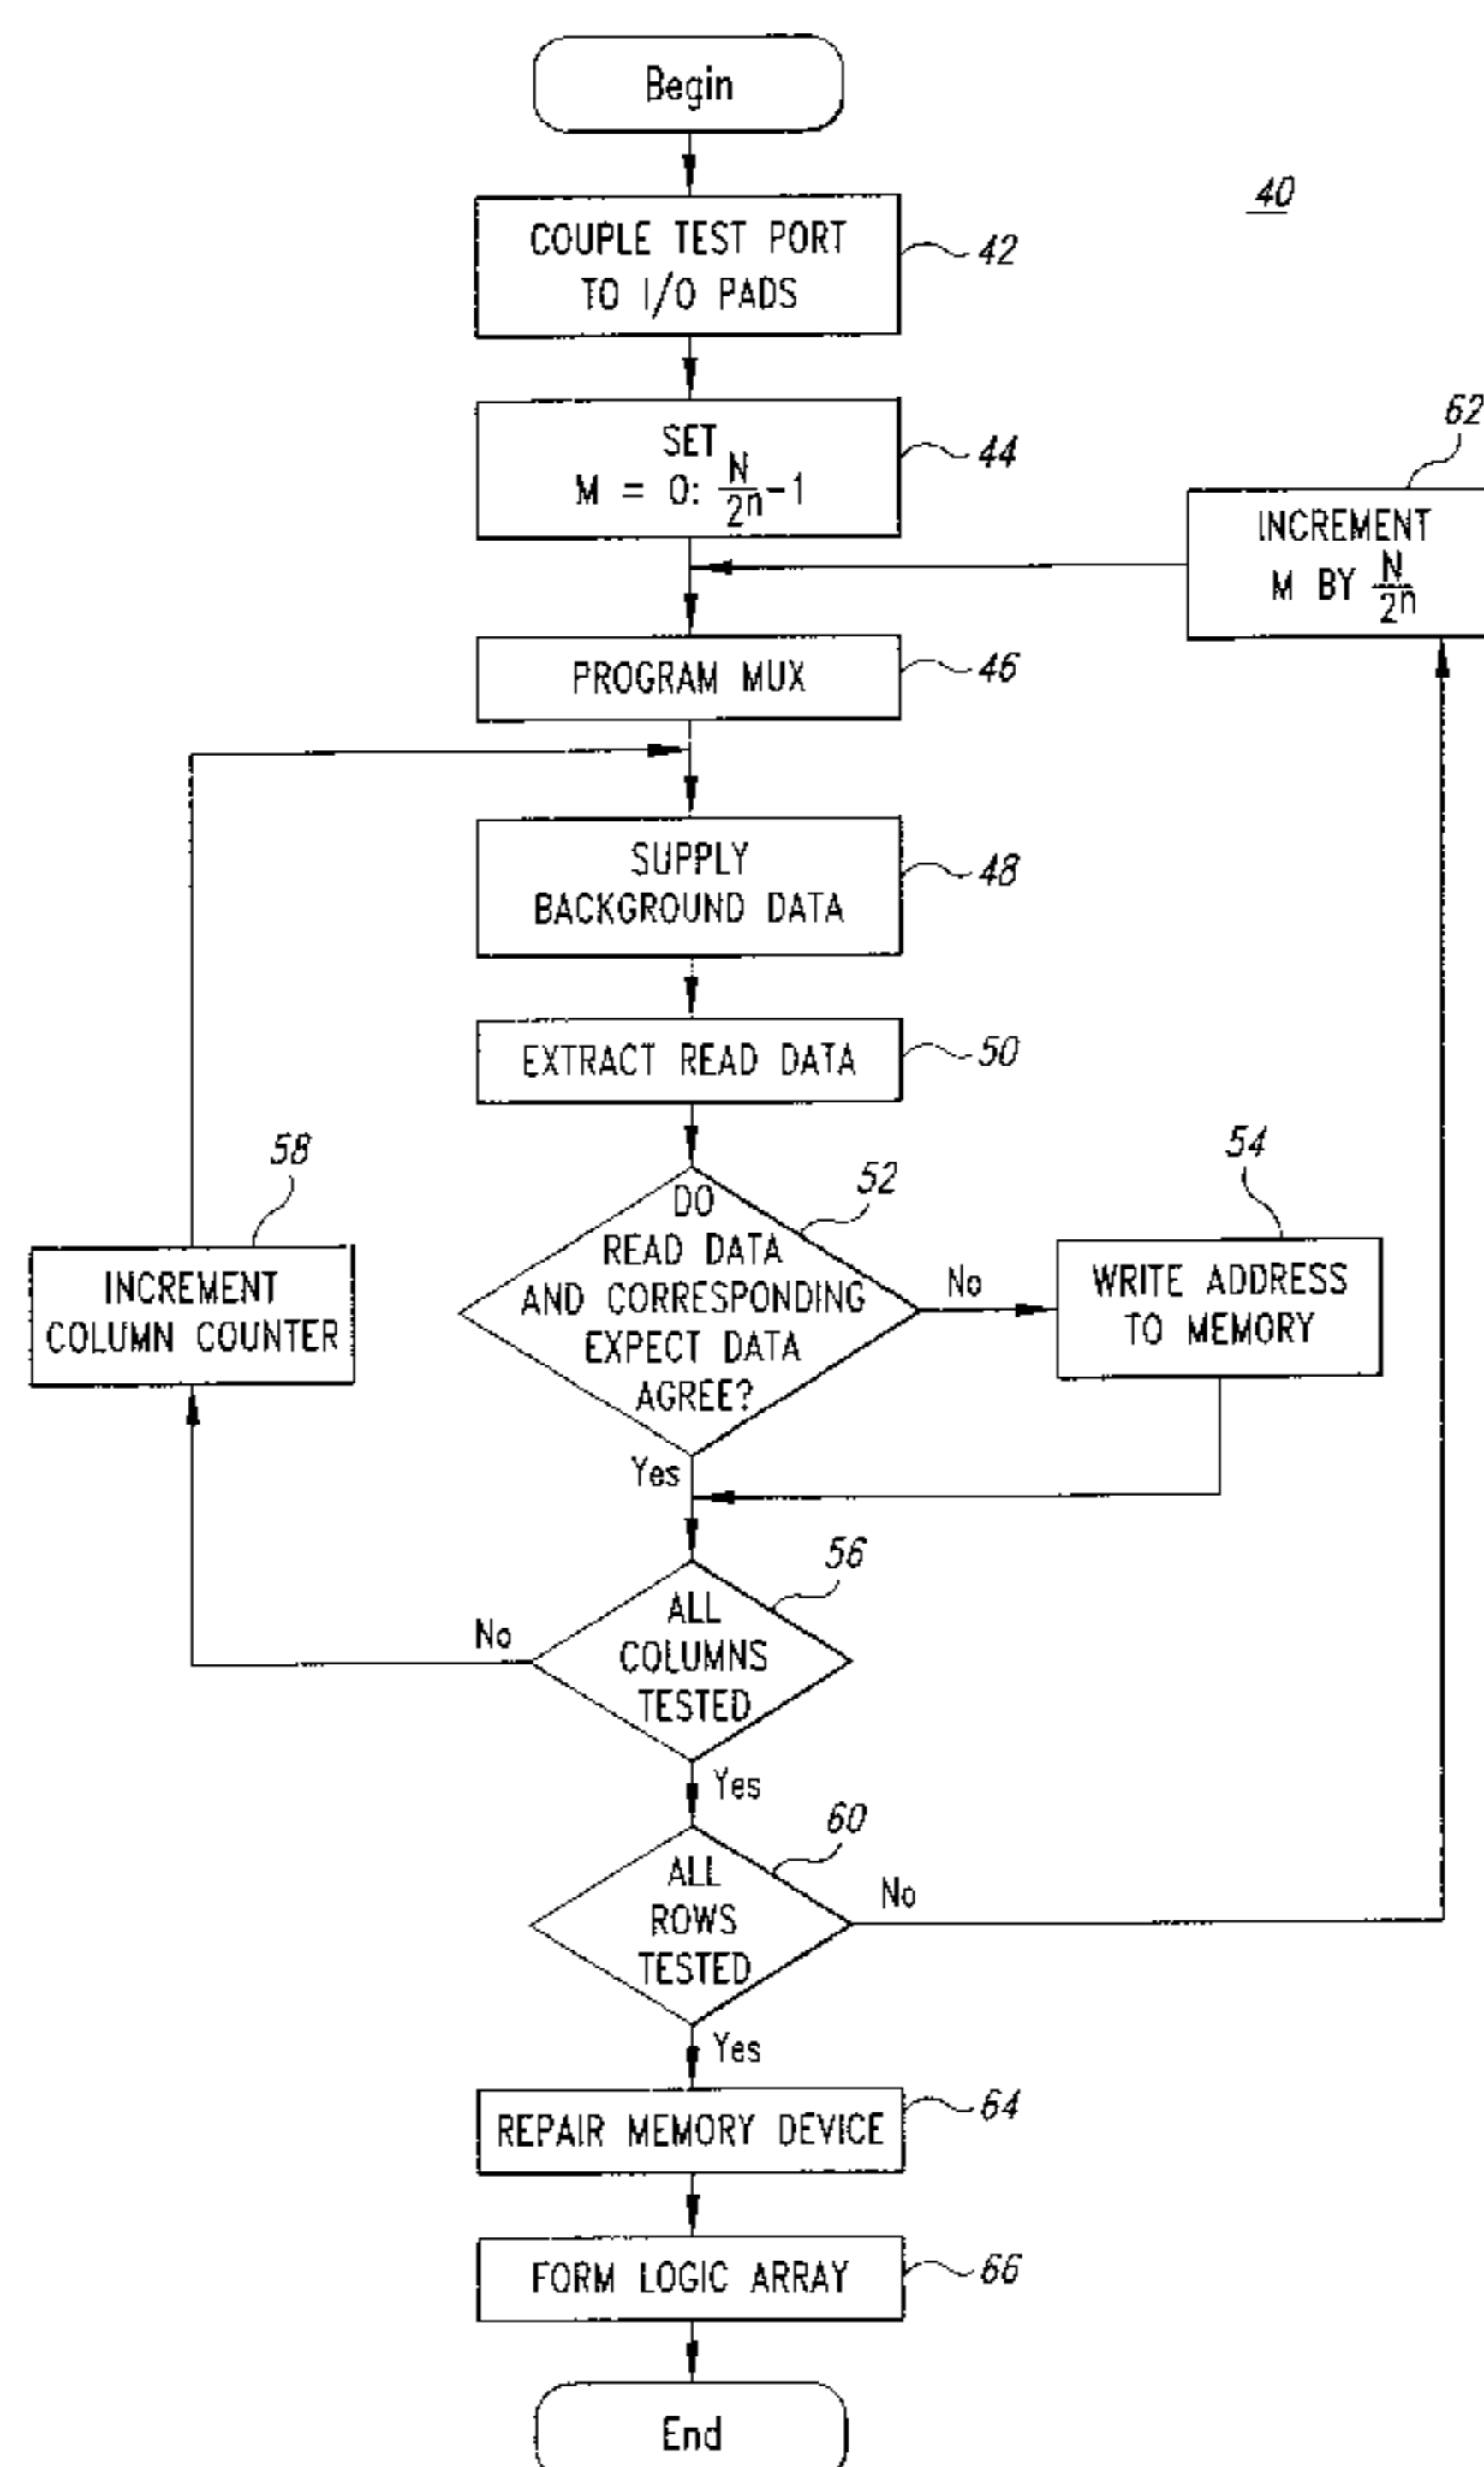 Begin
40
COUPLE TEST PORT
TO I/O PADS
42
SET
M = 0: N/2n -1
44
62
INCREMENT
M BY N/2n
PROGRAM MUX
46
SUPPLY
BACKGROUND DATA
48
EXTRACT READ DATA
50
58
INCREMENT
COLUMN COUNTER
52
DO
READ DATA
AND CORRESPONDING
EXPECT DATA
AGREE?
No
54
WRITE ADDRESS
TO MEMORY
Yes
56
ALL
COLUMNS
TESTED
No
Yes
60
ALL
ROWS
TESTED
No
Yes
REPAIR MEMORY DEVICE
64
FORM LOGIC ARRAY
66
End